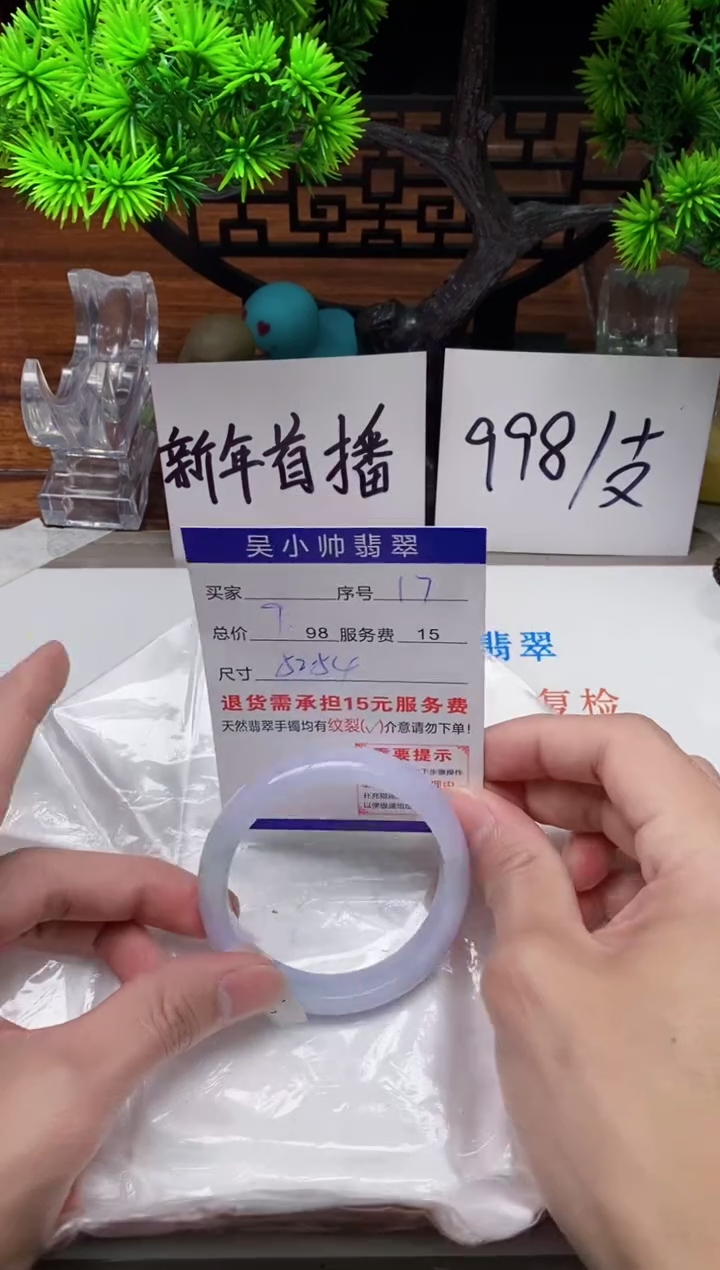 新年首播
998/支
吴小帅翡翠
买家 序号 17
总价 9 98 服务费 15
尺寸 5254
退货需承担15元服务费
天然翡翠手镯均有纹裂(✓)介意请勿下单!
重要提示
翡翠
复检